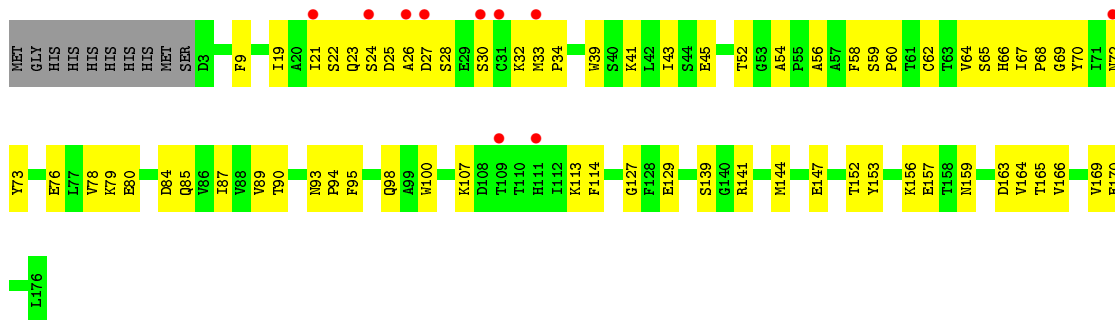 MET GLY HIS HIS HIS HIS HIS HIS MET SER D3 F9 I19 A20 I21 S22 Q23 S24 D25 A26 D27 S28 E29 S30 C31 K32 M33 P34 W39 S40 K41 L42 I43 S44 E45 T52 G53 A54 P55 A56 A57 F58 S59 P60 T61 C62 T63 V64 S65 H66 I67 P68 G69 Y70 I71 N72
Y73 E76 L77 V78 K79 E80 D84 Q85 V86 I87 V88 V89 T90 N93 P94 F95 Q98 A99 W100 K107 D108 T109 T110 H111 I112 K113 F114 G127 F128 E129 S139 G140 R141 M144 E147 T152 Y153 K156 E157 T158 N159 D163 V164 T165 V166 V169 E170
L176